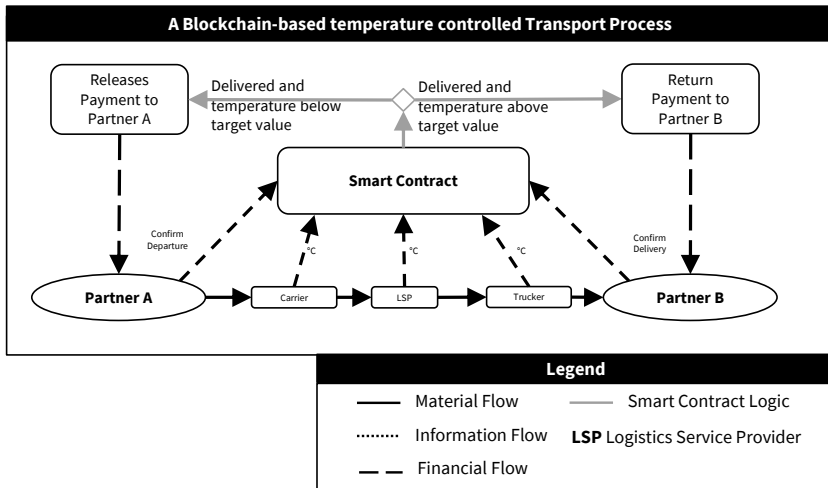 A Blockchain-based temperature controlled Transport Process
Releases
Payment to
Partner A
Delivered and
temperature below
target value
Delivered and
temperature above
target value
Return
Payment to
Partner B
Smart Contract
Confirm
Departure
°C
°C
°C
Confirm
Delivery
Partner A
Carrier
LSP
Trucker
Partner B
Legend
Material Flow
Smart Contract Logic
Information Flow
LSP Logistics Service Provider
Financial Flow